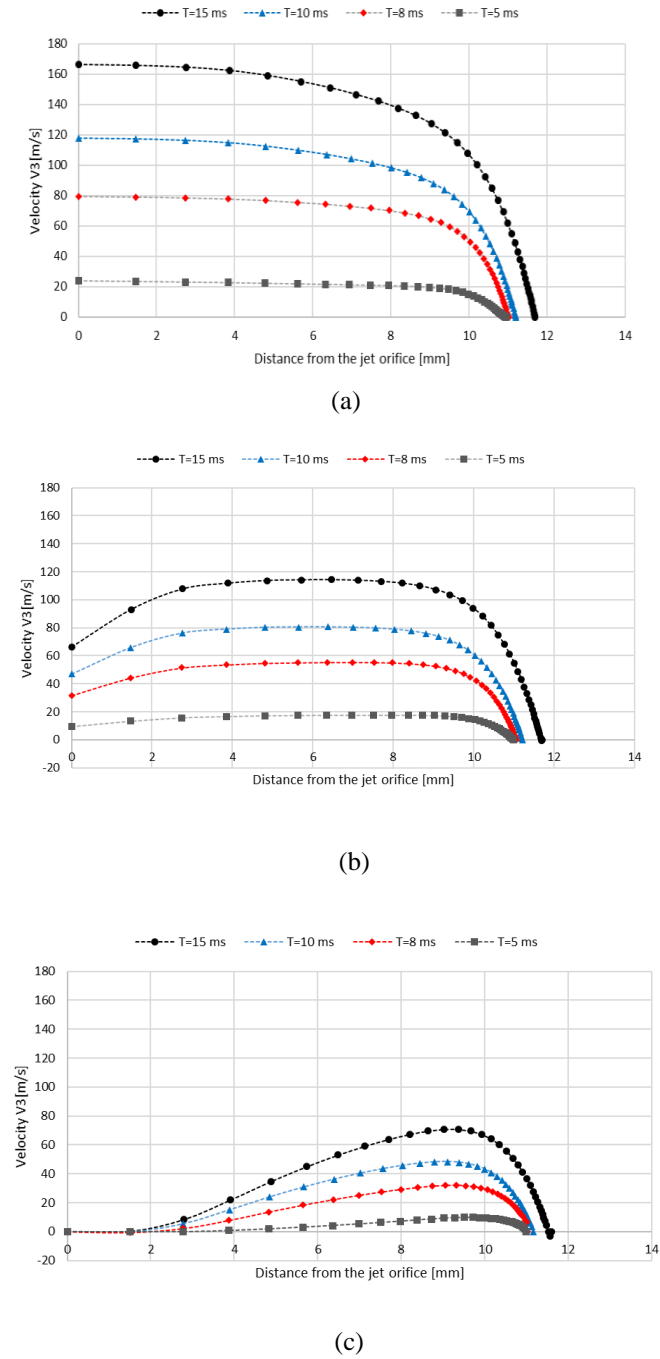 T=15 ms T=10 ms T=8 ms T=5 ms
180
160
140
120
100
80
60
40
20
0
Velocity V3[m/s]
0 2 4 6 8 10 12 14
Distance from the jet orifice [mm]
(a)
T=15 ms T=10 ms T=8 ms T=5 ms
180
160
140
120
100
80
60
40
20
0
-20
Velocity V3[m/s]
0 2 4 6 8 10 12 14
Distance from the jet orifice [mm]
(b)
T=15 ms T=10 ms T=8 ms T=5 ms
180
160
140
120
100
80
60
40
20
0
-20
Velocity V3[m/s]
0 2 4 6 8 10 12 14
Distance from the jet orifice [mm]
(c)